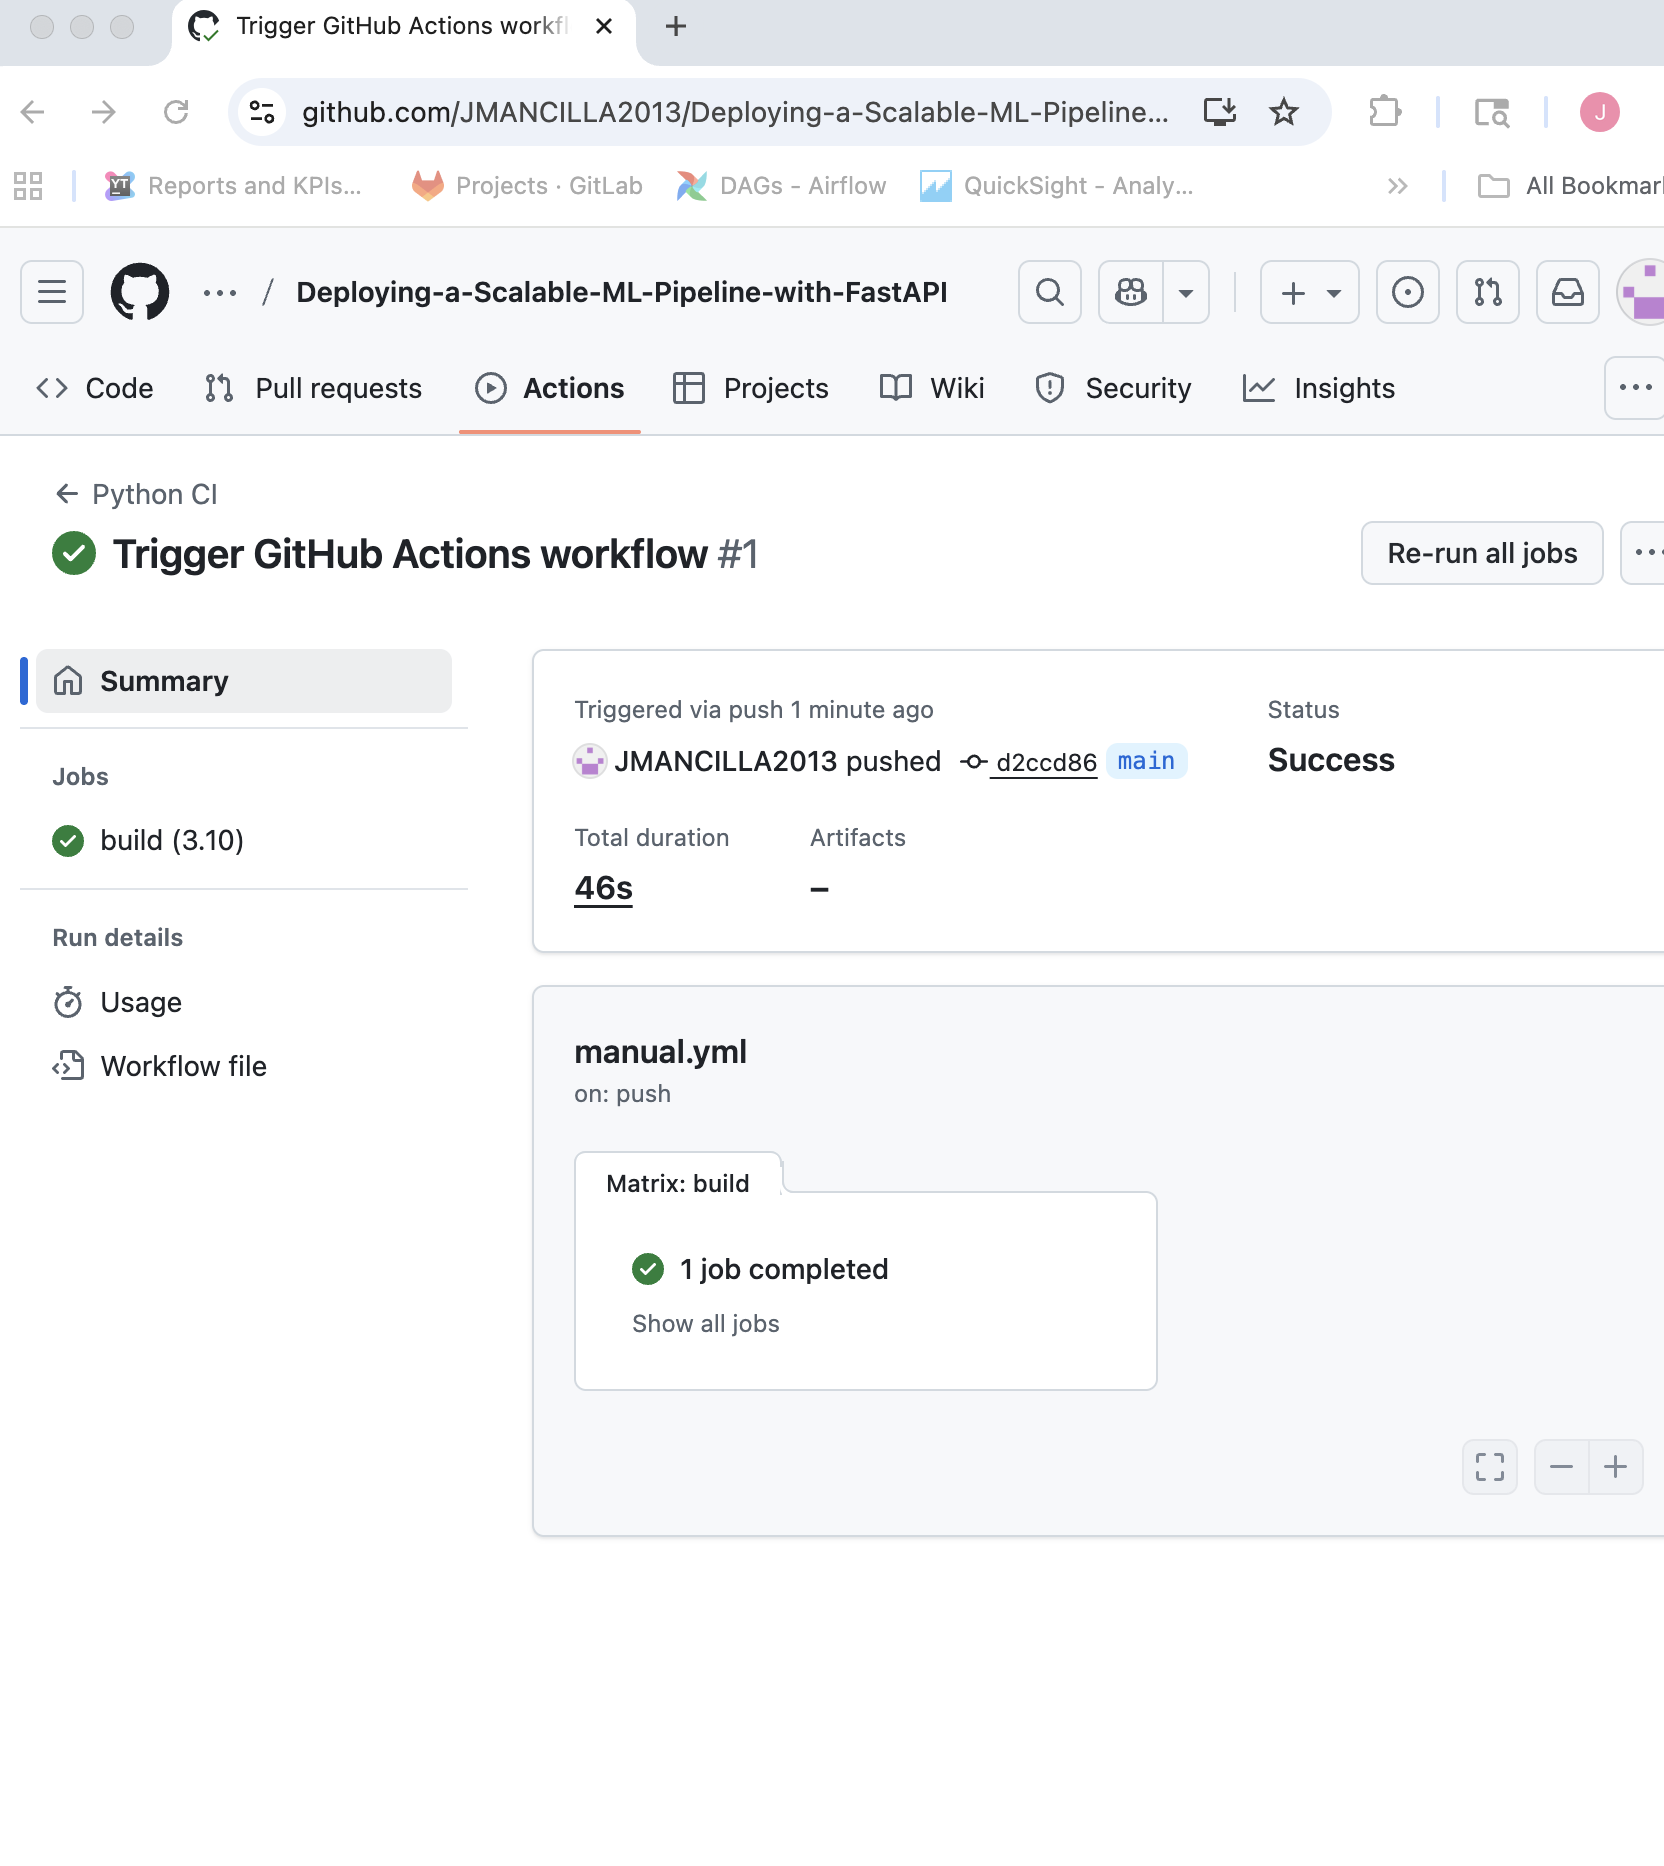 Trigger GitHub Actions workfl
github.com/JMANCILLA2013/Deploying-a-Scalable-ML-Pipeline...
J
YT Reports and KPIs... Projects · GitLab DAGs - Airflow QuickSight - Analy... All Bookmar
... / Deploying-a-Scalable-ML-Pipeline-with-FastAPI
Code Pull requests Actions Projects Wiki Security Insights
Python CI
Trigger GitHub Actions workflow #1
Re-run all jobs
Summary
Jobs
build (3.10)
Run details
Usage
Workflow file
Triggered via push 1 minute ago
JMANCILLA2013 pushed d2ccd86 main
Status
Success
Total duration
46s
Artifacts
–
manual.yml
on: push
Matrix: build
1 job completed
Show all jobs